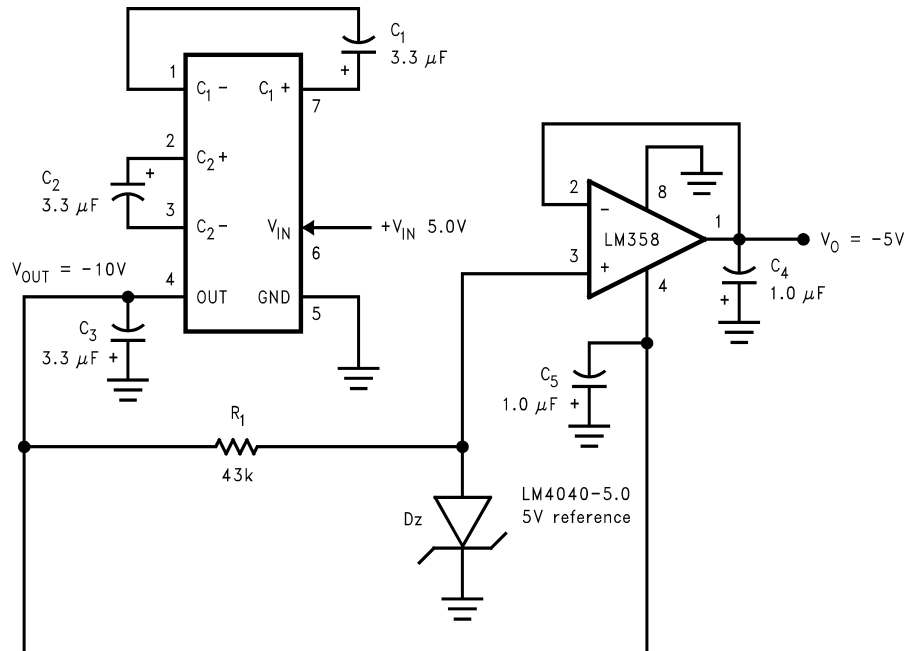 C1
3.3 μF
+
1
C1 −
C1 +
7
2
C2 +
+
C2
3.3 μF
3
C2 −
VIN
+VIN 5.0V
6
VOUT = -10V
4
OUT
GND
5
C3
3.3 μF +
2
−
8
LM358
1
VO = -5V
3
+
4
C4
1.0 μF
+
C5
1.0 μF +
R1
43k
LM4040-5.0
5V reference
Dz